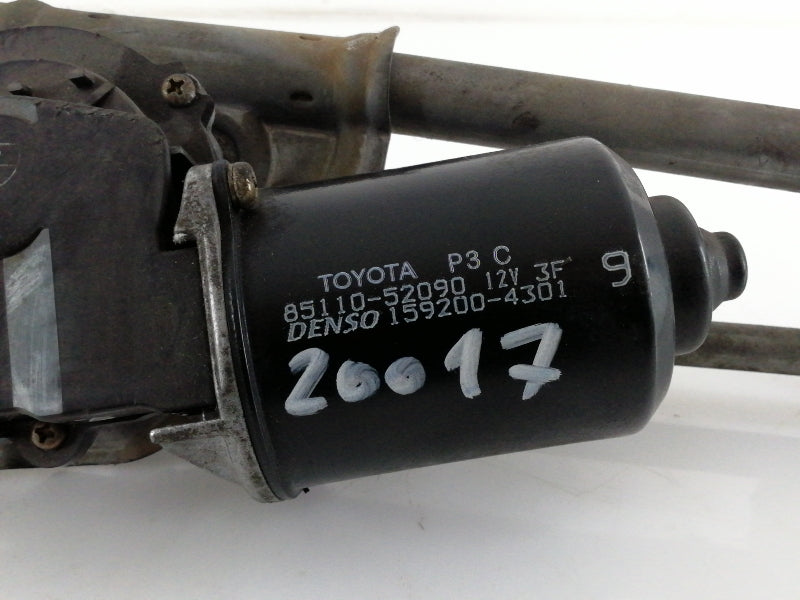 TOYOTA P3 C
85110-52090 12V 3F
DENSO 159200-4301
9
20017